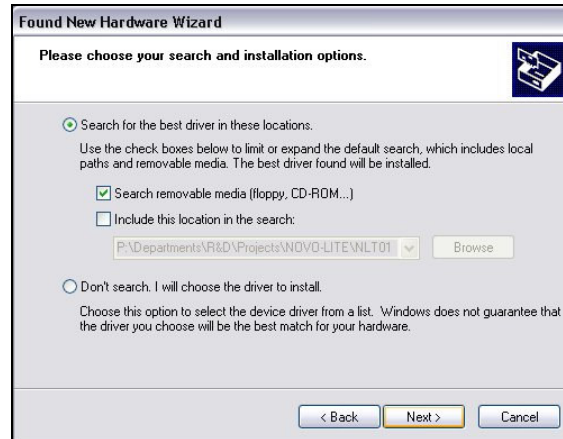 Found New Hardware Wizard
Please choose your search and installation options.
Search for the best driver in these locations.
Use the check boxes below to limit or expand the default search, which includes local
paths and removable media. The best driver found will be installed.
Search removable media (floppy, CD-ROM...)
Include this location in the search:
P:\Departments\R&D\Projects\NOVO-LITE\NLT01
Browse
Don't search. I will choose the driver to install.
Choose this option to select the device driver from a list. Windows does not guarantee that
the driver you choose will be the best match for your hardware.
< Back
Next >
Cancel